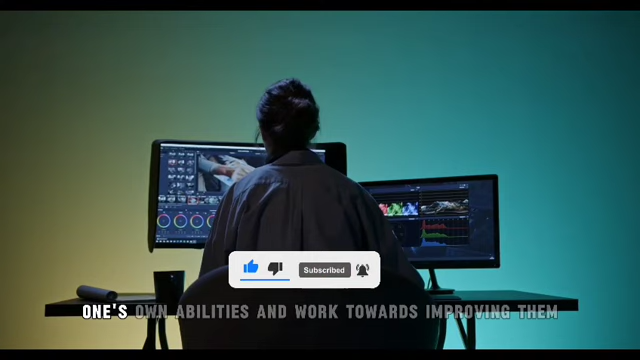 Subscribed
ONE'S OWN ABILITIES AND WORK TOWARDS IMPROVING THEM